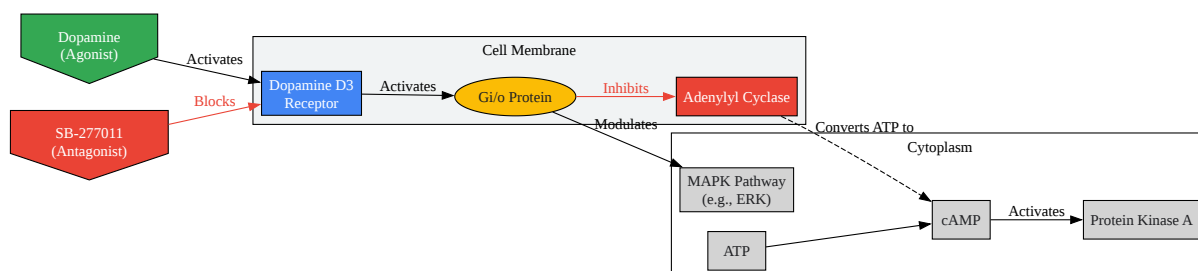 Dopamine
(Agonist)
Activates
Cell Membrane
Dopamine D3
Receptor
Activates
Gi/o Protein
Inhibits
Adenylyl Cyclase
Blocks
SB-277011
(Antagonist)
Modulates
Converts ATP to
Cytoplasm
MAPK Pathway
(e.g., ERK)
ATP
cAMP
Activates
Protein Kinase A